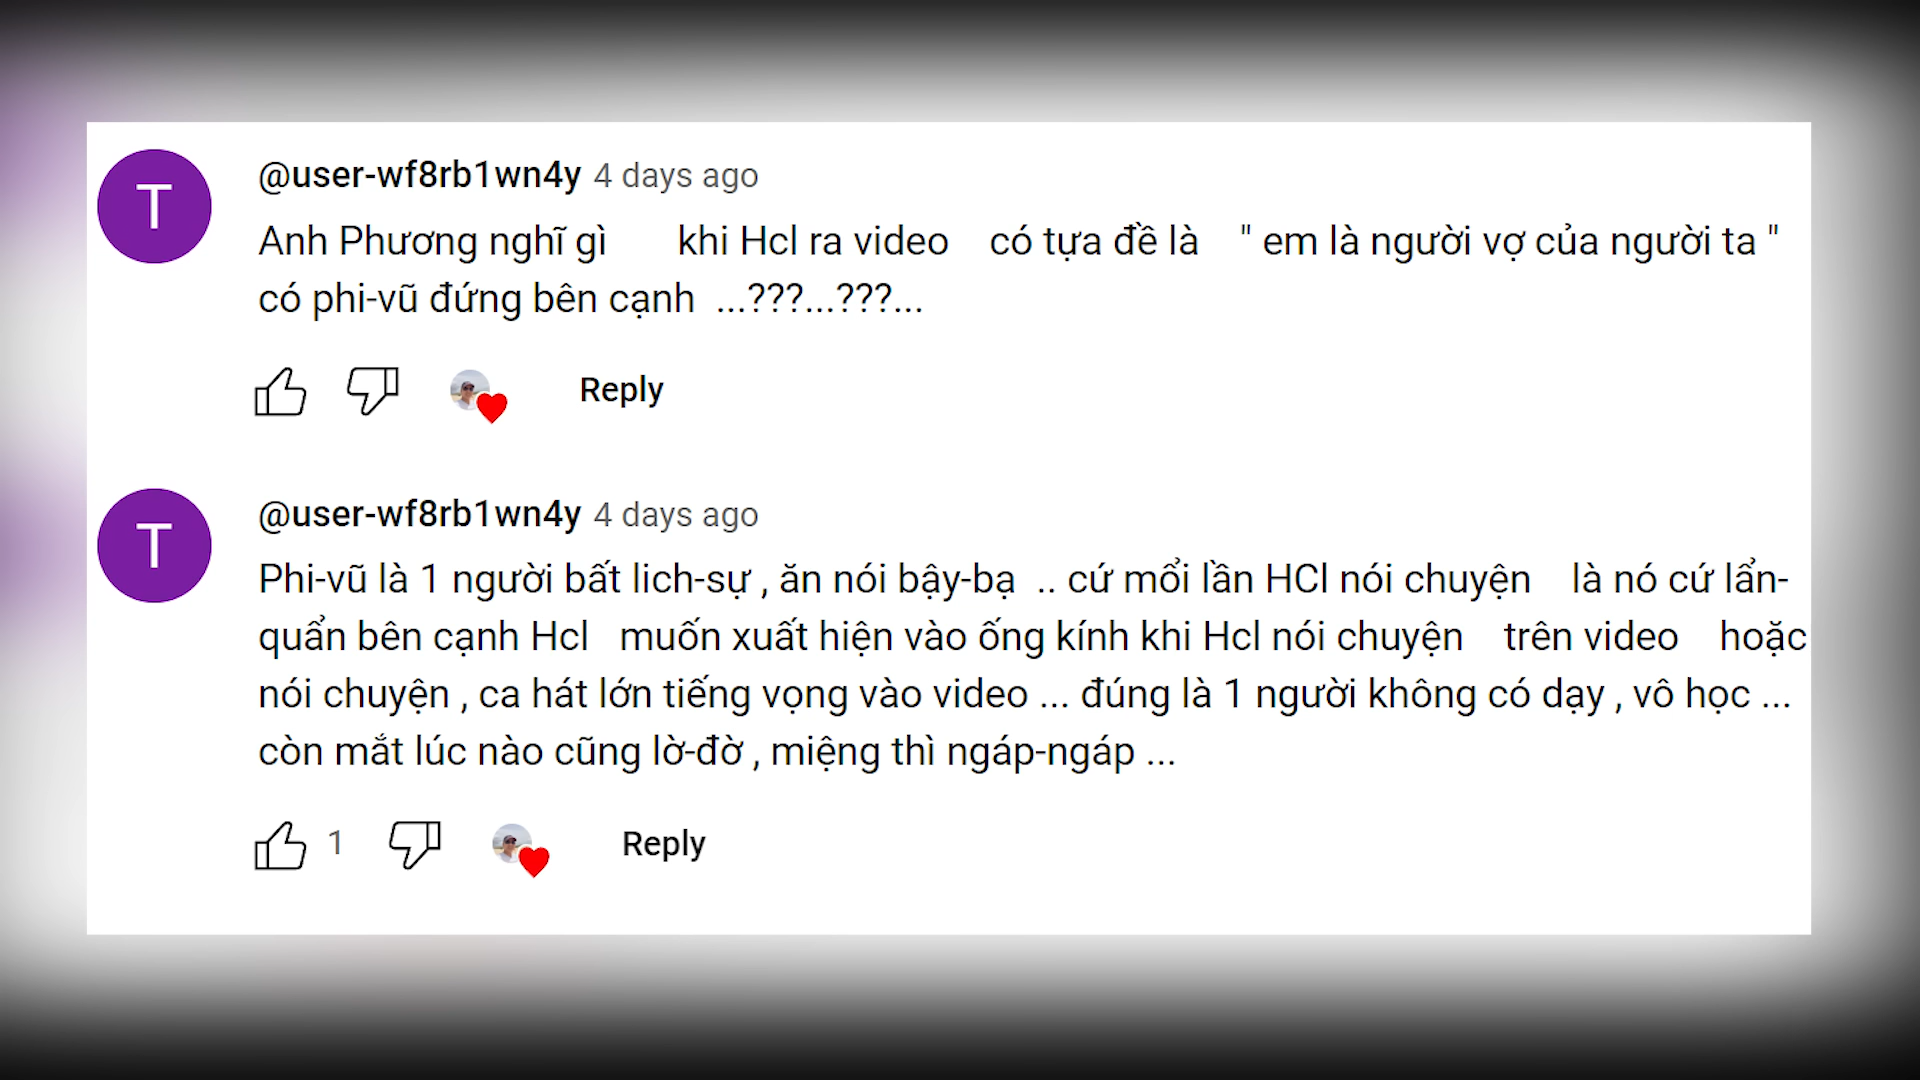 T
@user-wf8rb1wn4y 4 days ago
Anh Phương nghĩ gì khi Hcl ra video có tựa đề là " em là người vợ của người ta "
có phi-vũ đứng bên cạnh ...???...???...
Reply
T
@user-wf8rb1wn4y 4 days ago
Phi-vũ là 1 người bất lich-sự , ăn nói bậy-bạ .. cứ mổi lần HCl nói chuyện là nó cứ lẩn-
quẩn bên cạnh Hcl muốn xuất hiện vào ống kính khi Hcl nói chuyện trên video hoặc
nói chuyện , ca hát lớn tiếng vọng vào video ... đúng là 1 người không có dạy , vô học ...
còn mắt lúc nào cũng lờ-đờ , miệng thì ngáp-ngáp ...
1 Reply